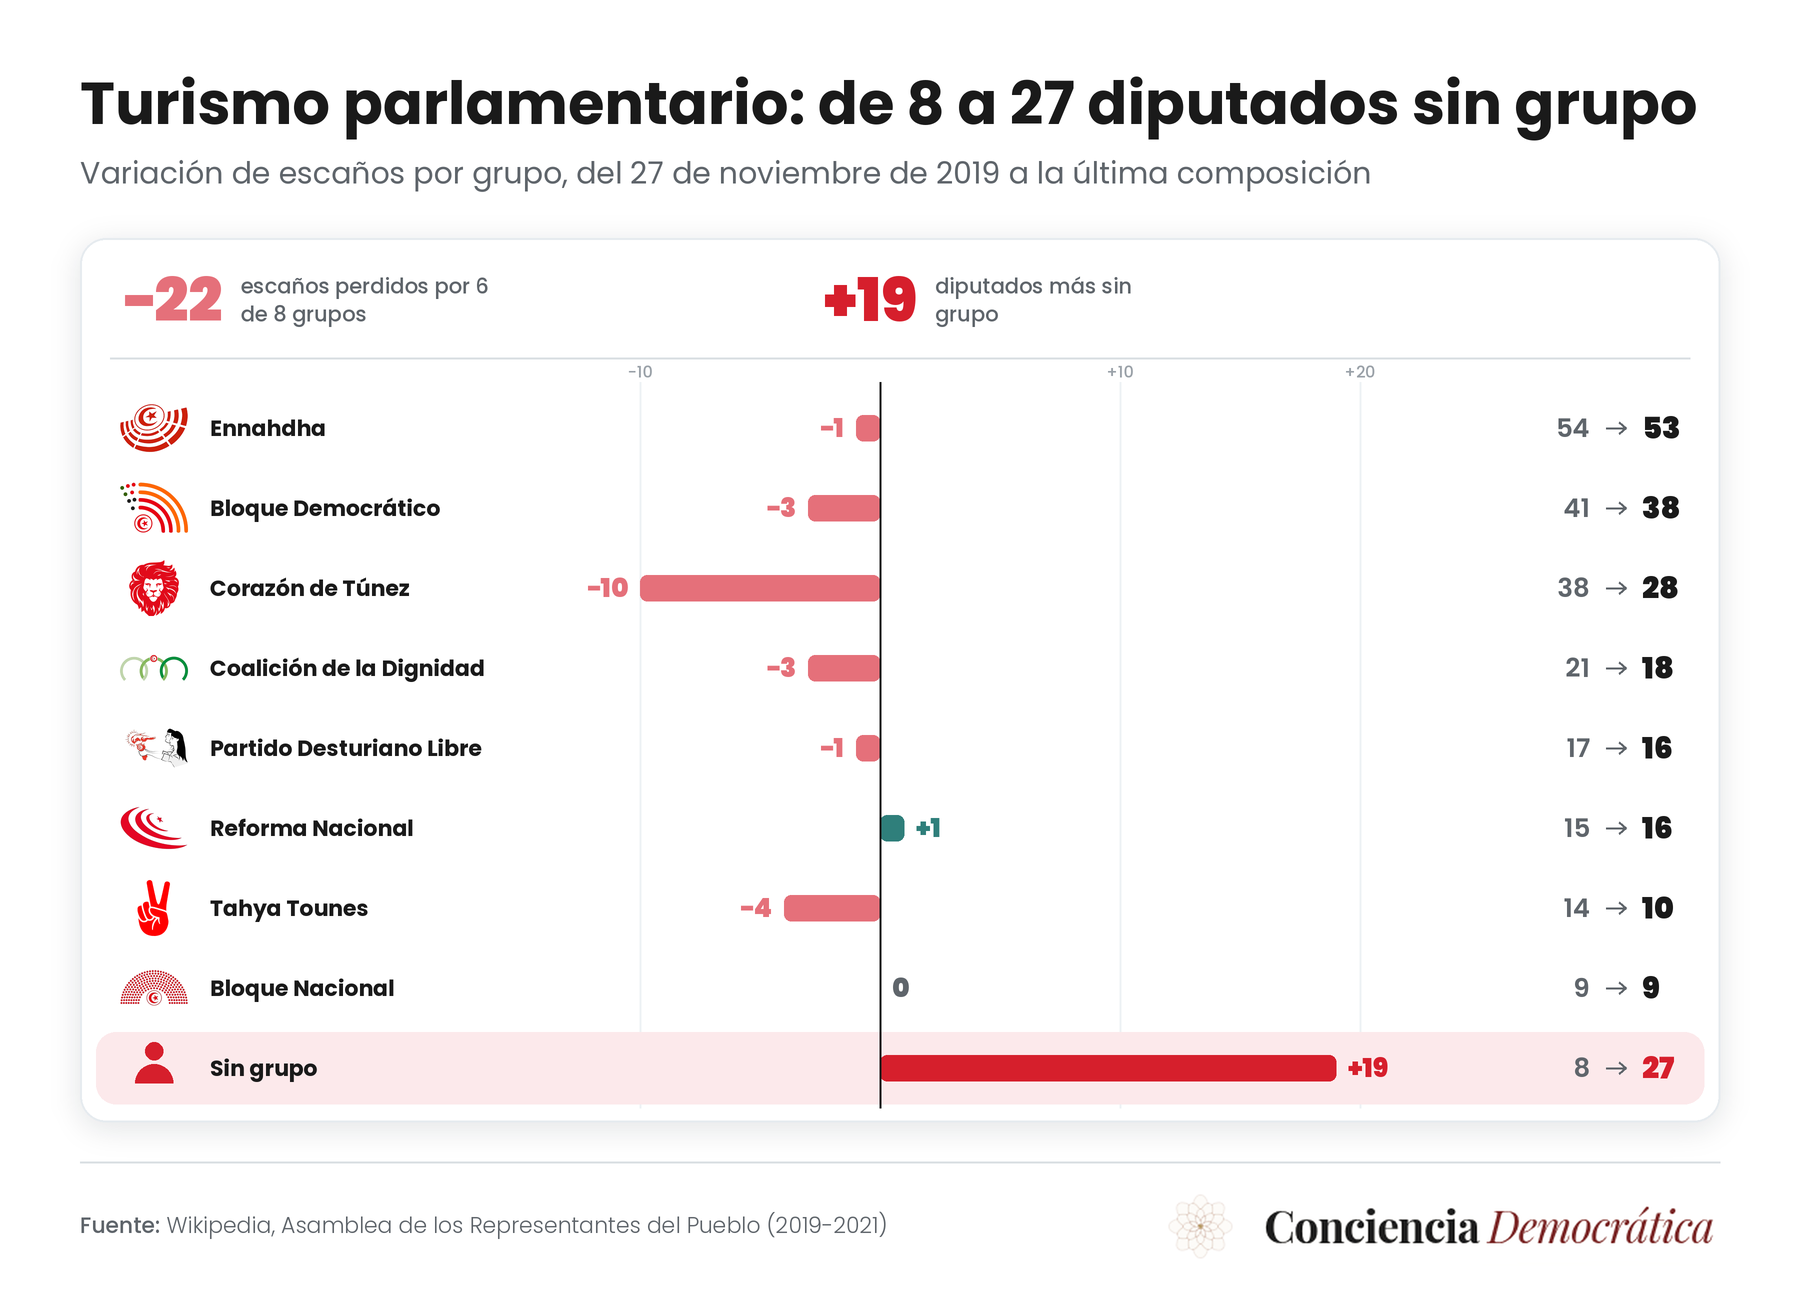 Turismo parlamentario: de 8 a 27 diputados sin grupo
Variación de escaños por grupo, del 27 de noviembre de 2019 a la última composición
−22 escaños perdidos por 6
de 8 grupos
+19 diputados más sin
grupo
-10 +10 +20
Ennahdha −1 54 → 53
Bloque Democrático −3 41 → 38
Corazón de Túnez −10 38 → 28
Coalición de la Dignidad −3 21 → 18
Partido Desturiano Libre −1 17 → 16
Reforma Nacional +1 15 → 16
Tahya Tounes −4 14 → 10
Bloque Nacional 0 9 → 9
Sin grupo +19 8 → 27
Fuente: Wikipedia, Asamblea de los Representantes del Pueblo (2019-2021)
Conciencia Democrática